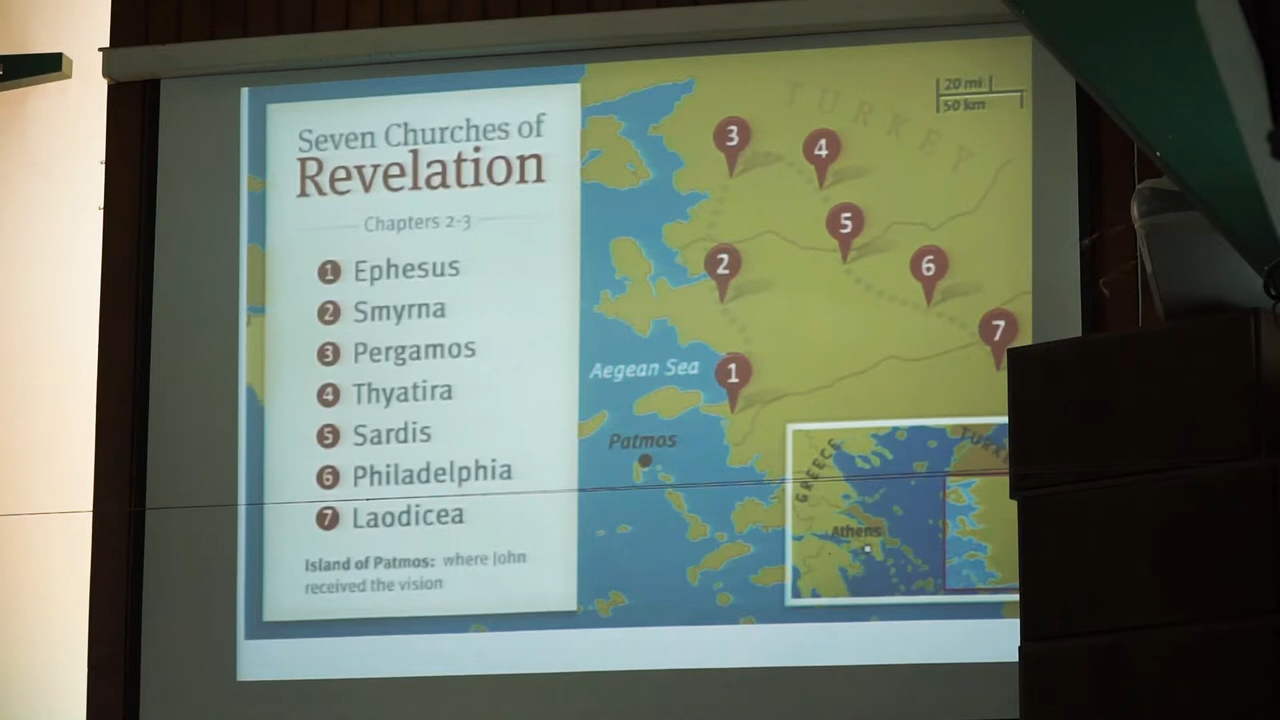 Seven Churches of
Revelation
Chapters 2-3
1 Ephesus
2 Smyrna
3 Pergamos
4 Thyatira
5 Sardis
6 Philadelphia
7 Laodicea
Island of Patmos: where John
received the vision
TURKEY
20 mi
50 km
3
4
5
2
6
7
1
Aegean Sea
Patmos
GREECE
Athens